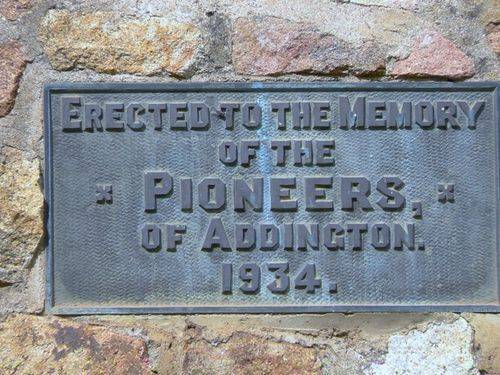 ERECTED TO THE MEMORY
OF THE
* PIONEERS, *
OF ADDINGTON.
1934.